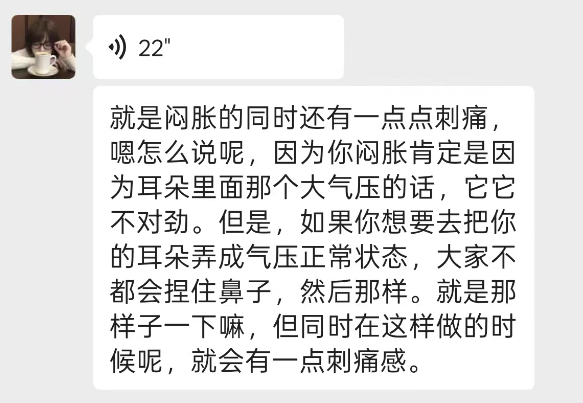 22"
就是闷胀的同时还有一点点刺痛，
嗯怎么说呢，因为你闷胀肯定是因
为耳朵里面那个大气压的话，它它
不对劲。但是，如果你想要去把你
的耳朵弄成气压正常状态，大家不
都会捏住鼻子，然后那样。就是那
样子一下嘛，但同时在这样做的时
候呢，就会有一点刺痛感。